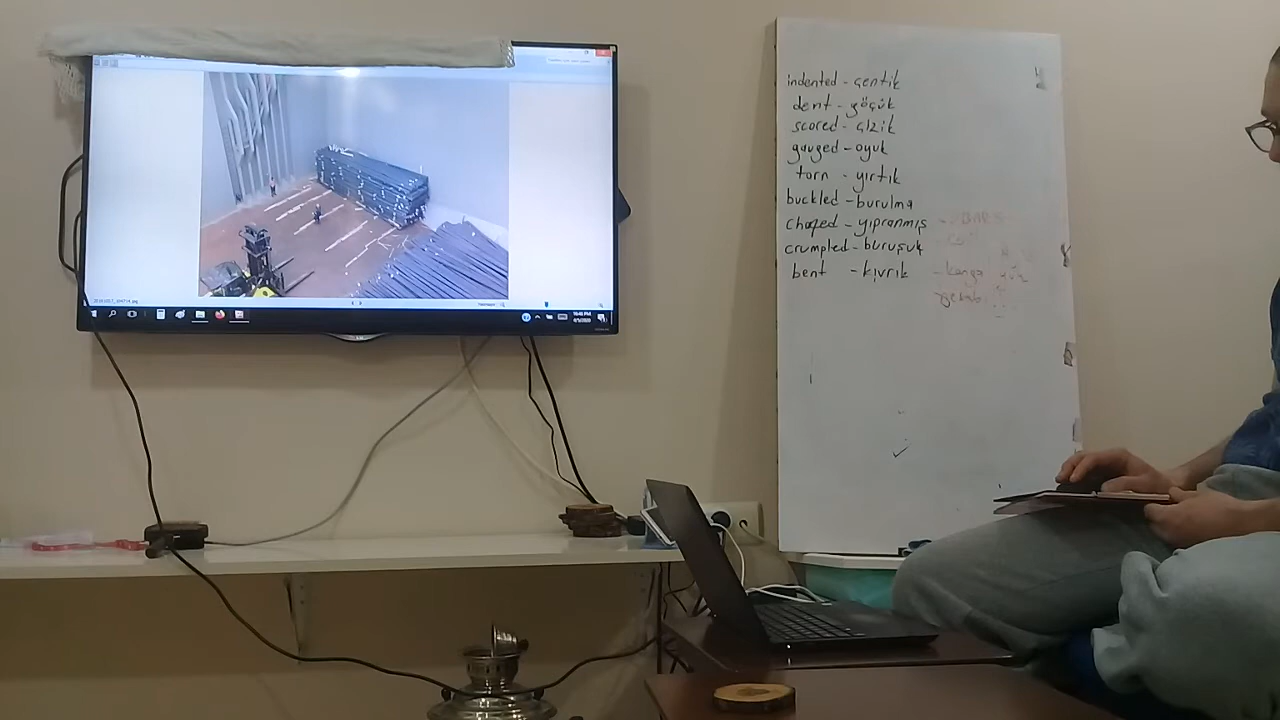 indented - çentik
dent - göçük
scored - çizik
gauged - oyuk
torn - yırtık
buckled - burulma
chafed - yıpranmış
crumpled - buruşuk
bent - kıvrık